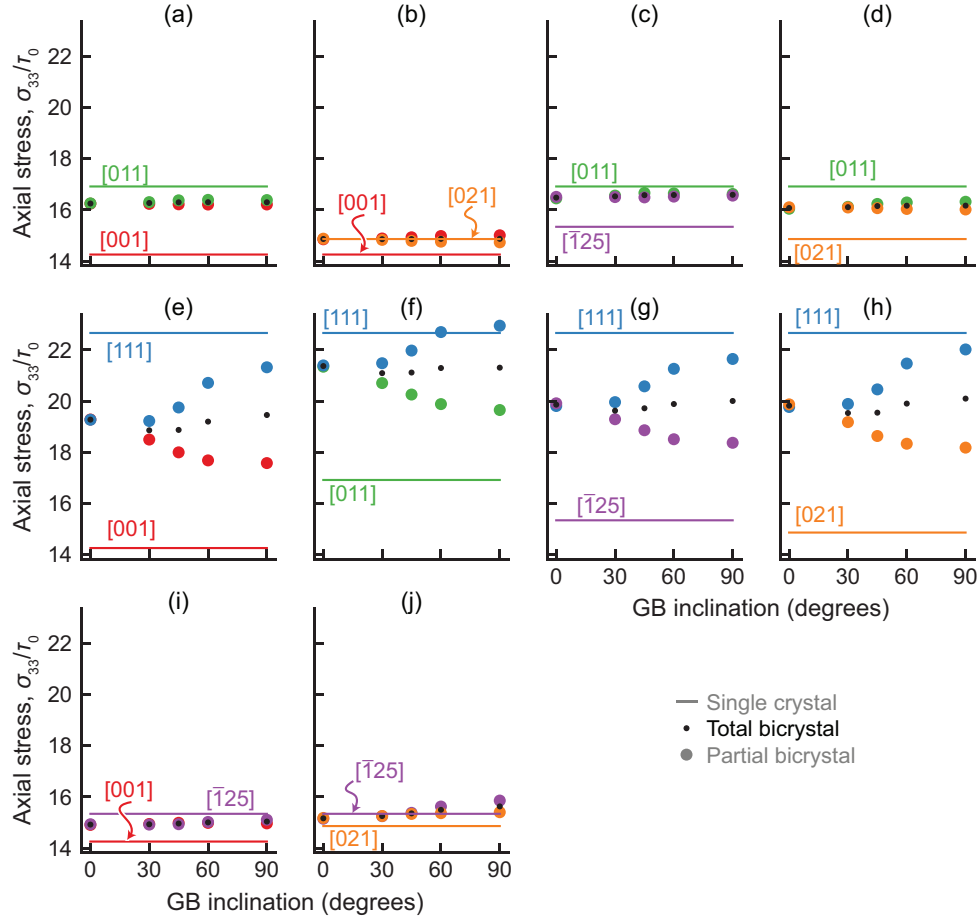 (a) (b) (c) (d)
Axial stress, σ33/τ0
22
20
18
16
14
[011]
[001]
[001]
[021]
[011]
[1̅25]
[011]
[021]
(e) (f) (g) (h)
Axial stress, σ33/τ0
22
20
18
16
14
[111]
[001]
[111]
[011]
[111]
[1̅25]
[111]
[021]
0 30 60 90
0 30 60 90
GB inclination (degrees)
(i) (j)
Axial stress, σ33/τ0
22
20
18
16
14
[001]
[1̅25]
[1̅25]
[021]
0 30 60 90
0 30 60 90
GB inclination (degrees)
Single crystal
Total bicrystal
Partial bicrystal